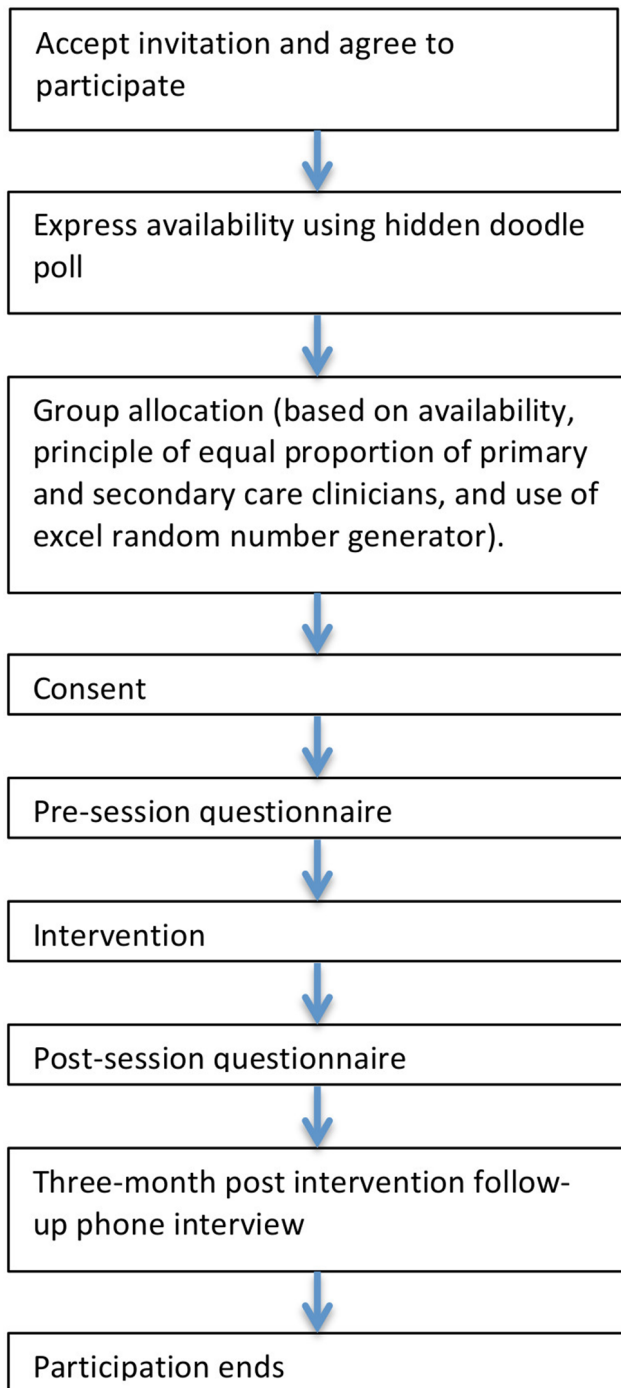 Accept invitation and agree to
participate
Express availability using hidden doodle
poll
Group allocation (based on availability,
principle of equal proportion of primary
and secondary care clinicians, and use of
excel random number generator).
Consent
Pre-session questionnaire
Intervention
Post-session questionnaire
Three-month post intervention follow-
up phone interview
Participation ends